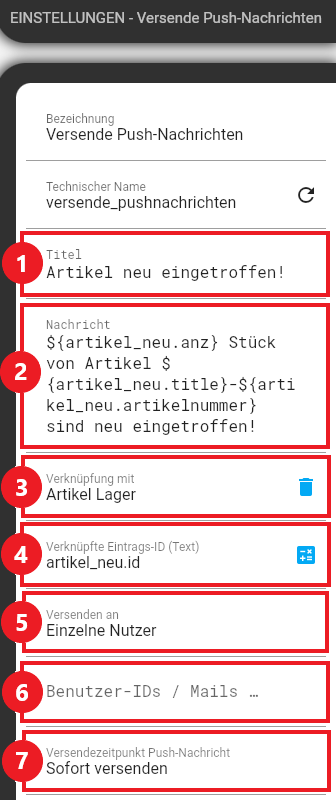 EINSTELLUNGEN - Versende Push-Nachrichten
Bezeichnung
Versende Push-Nachrichten
Technischer Name
versende_pushnachrichten
1
Titel
Artikel neu eingetroffen!
2
Nachricht
${artikel_neu.anz} Stück
von Artikel $
{artikel_neu.title}-${arti
kel_neu.artikelnummer}
sind neu eingetroffen!
3
Verknüpfung mit
Artikel Lager
4
Verknüpfte Eintrags-ID (Text)
artikel_neu.id
5
Versenden an
Einzelne Nutzer
6
Benutzer-IDs / Mails …
7
Versendezeitpunkt Push-Nachricht
Sofort versenden